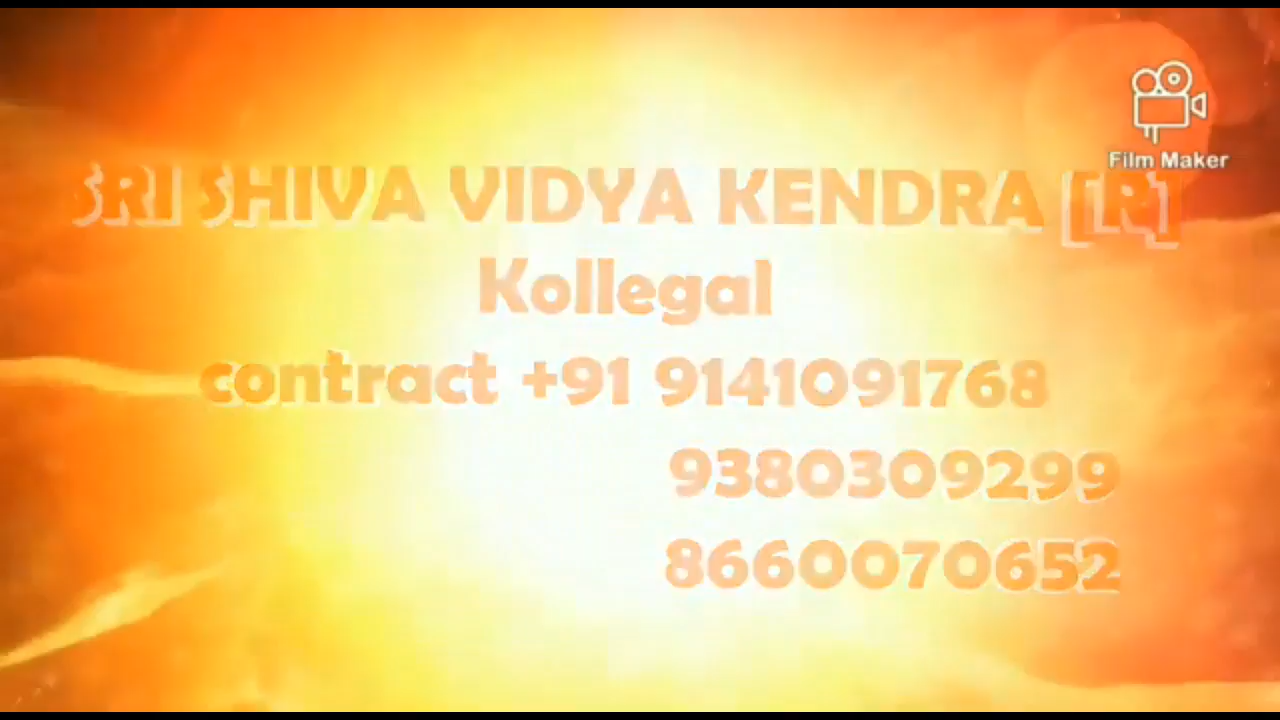 Film Maker
SRI SHIVA VIDYA KENDRA [R]
Kollegal
contract +91 9141091768
9380309299
8660070652